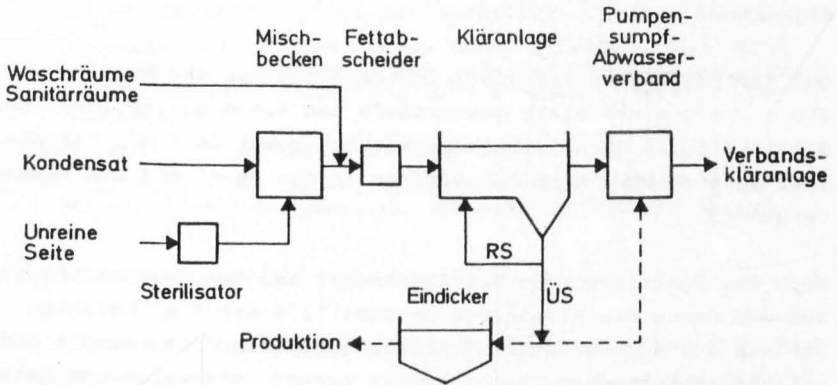 Misch-
becken
Fettab-
scheider
Kläranlage
Pumpen-
sumpf-
Abwasser-
verband
Waschräume
Sanitärräume
Kondensat
Verbands-
kläranlage
Unreine
Seite
Sterilisator
RS
ÜS
Eindicker
Produktion